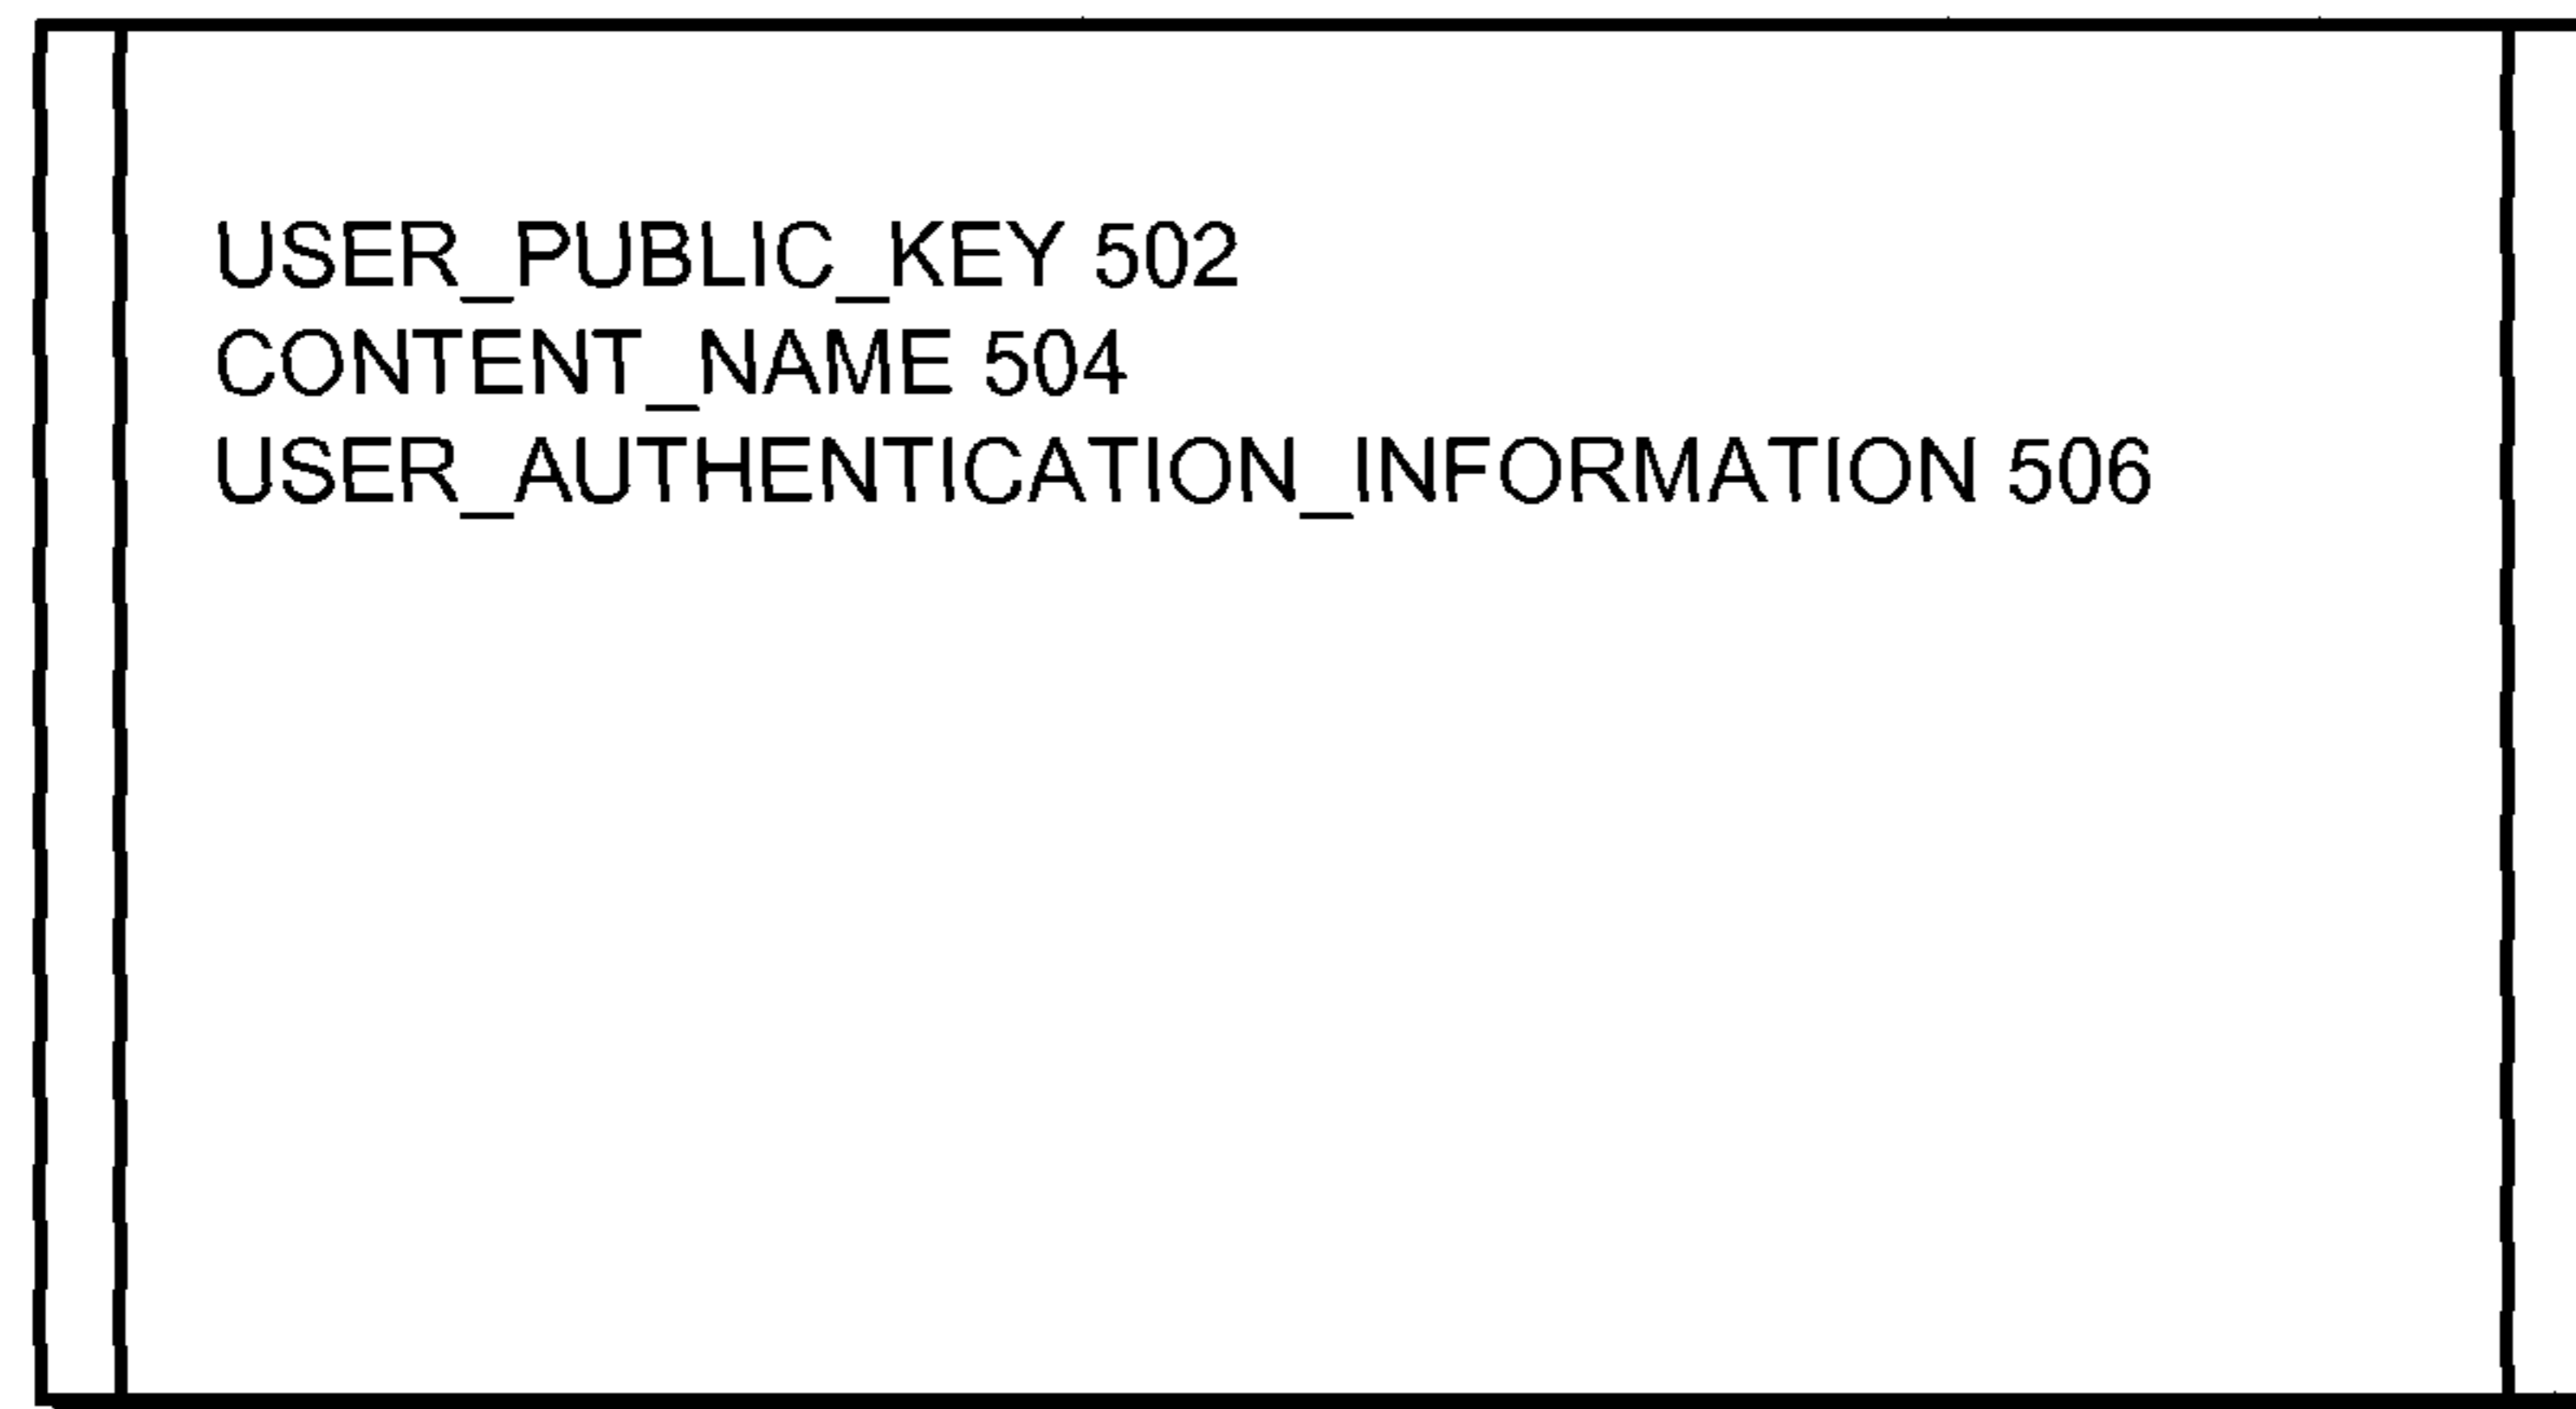 USER_PUBLIC_KEY 502
CONTENT_NAME 504
USER_AUTHENTICATION_INFORMATION 506